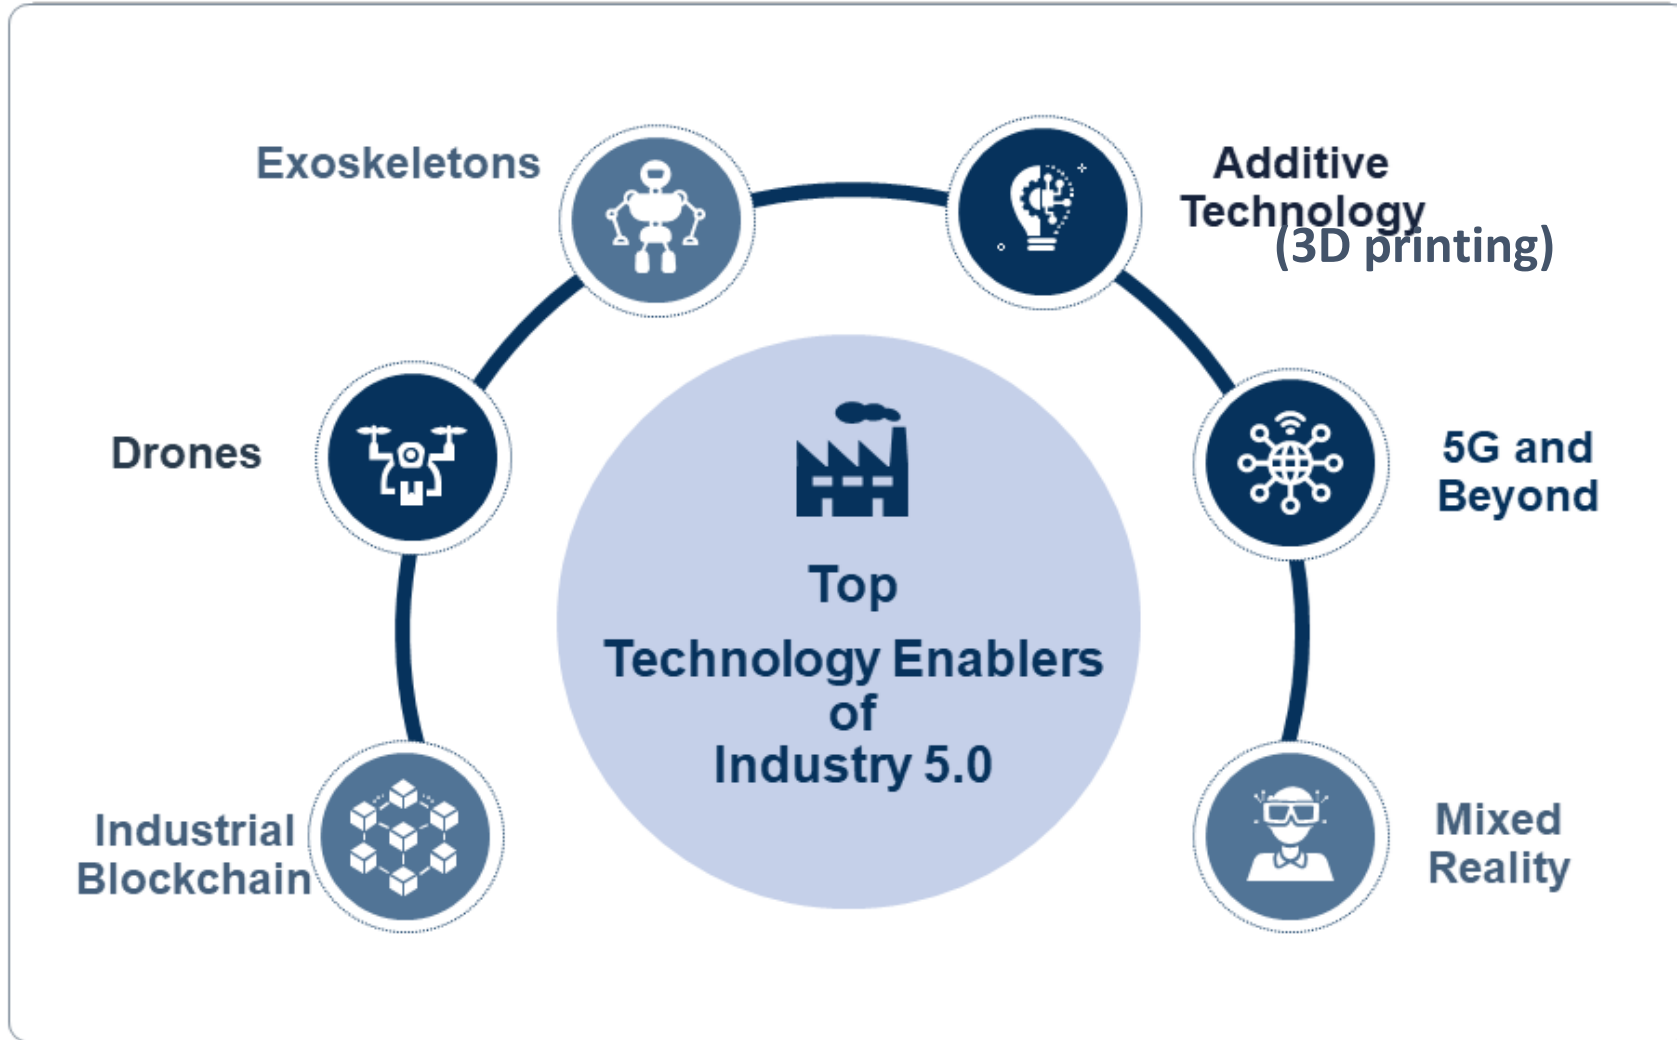 Exoskeletons
Additive
Technology
(3D printing)
Drones
5G and
Beyond
Top
Technology Enablers
of
Industry 5.0
Industrial
Blockchain
Mixed
Reality